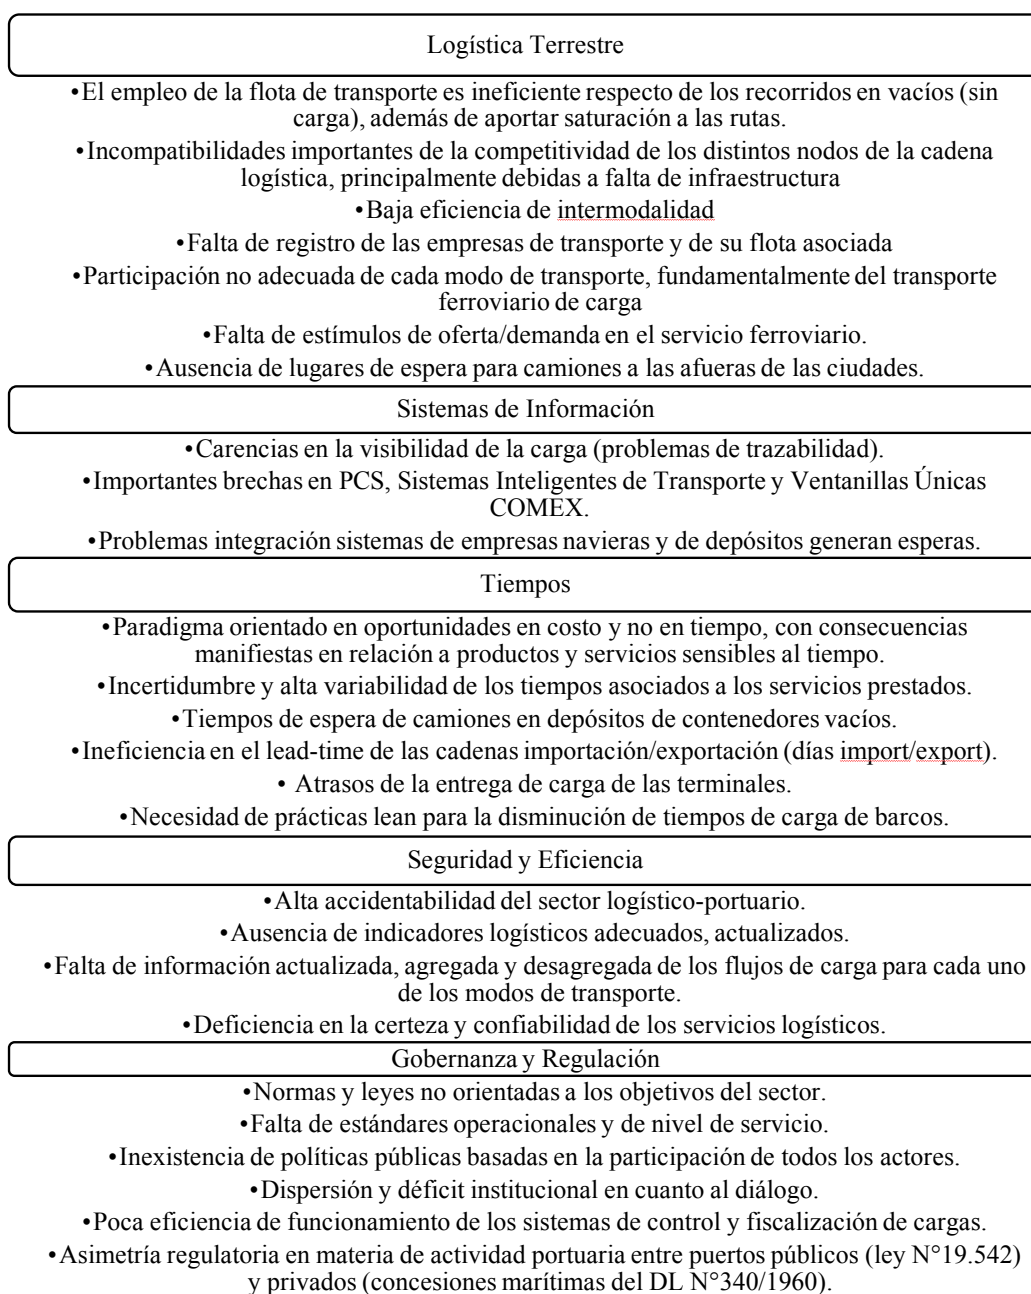 Logística Terrestre
•El empleo de la flota de transporte es ineficiente respecto de los recorridos en vacíos (sin
carga), además de aportar saturación a las rutas.
•Incompatibilidades importantes de la competitividad de los distintos nodos de la cadena
logística, principalmente debidas a falta de infraestructura
•Baja eficiencia de intermodalidad
•Falta de registro de las empresas de transporte y de su flota asociada
•Participación no adecuada de cada modo de transporte, fundamentalmente del transporte
ferroviario de carga
•Falta de estímulos de oferta/demanda en el servicio ferroviario.
•Ausencia de lugares de espera para camiones a las afueras de las ciudades.
Sistemas de Información
•Carencias en la visibilidad de la carga (problemas de trazabilidad).
•Importantes brechas en PCS, Sistemas Inteligentes de Transporte y Ventanillas Únicas
COMEX.
•Problemas integración sistemas de empresas navieras y de depósitos generan esperas.
Tiempos
•Paradigma orientado en oportunidades en costo y no en tiempo, con consecuencias
manifiestas en relación a productos y servicios sensibles al tiempo.
•Incertidumbre y alta variabilidad de los tiempos asociados a los servicios prestados.
•Tiempos de espera de camiones en depósitos de contenedores vacíos.
•Ineficiencia en el lead-time de las cadenas importación/exportación (días import/export).
• Atrasos de la entrega de carga de las terminales.
•Necesidad de prácticas lean para la disminución de tiempos de carga de barcos.
Seguridad y Eficiencia
•Alta accidentabilidad del sector logístico-portuario.
•Ausencia de indicadores logísticos adecuados, actualizados.
•Falta de información actualizada, agregada y desagregada de los flujos de carga para cada uno
de los modos de transporte.
•Deficiencia en la certeza y confiabilidad de los servicios logísticos.
Gobernanza y Regulación
•Normas y leyes no orientadas a los objetivos del sector.
•Falta de estándares operacionales y de nivel de servicio.
•Inexistencia de políticas públicas basadas en la participación de todos los actores.
•Dispersión y déficit institucional en cuanto al diálogo.
•Poca eficiencia de funcionamiento de los sistemas de control y fiscalización de cargas.
•Asimetría regulatoria en materia de actividad portuaria entre puertos públicos (ley N°19.542)
y privados (concesiones marítimas del DL N°340/1960).